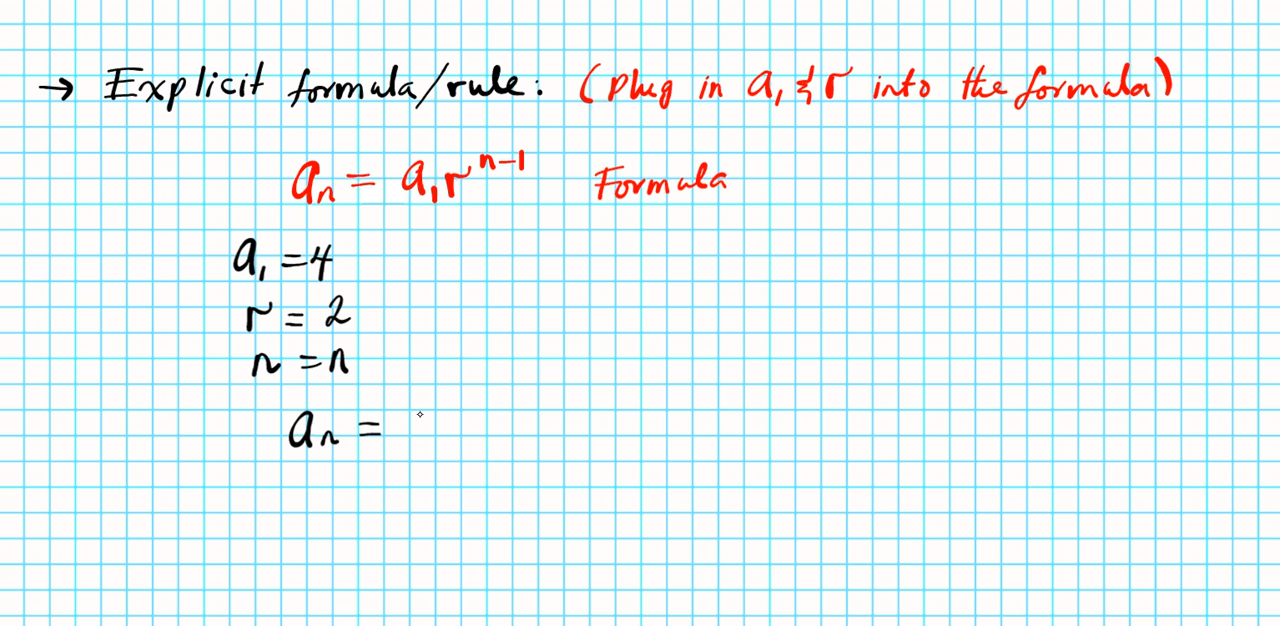 → Explicit formula/rule: (plug in a₁ & r into the formula)
aₙ = a₁rⁿ⁻¹ Formula
a₁ = 4
r = 2
n = n
aₙ =